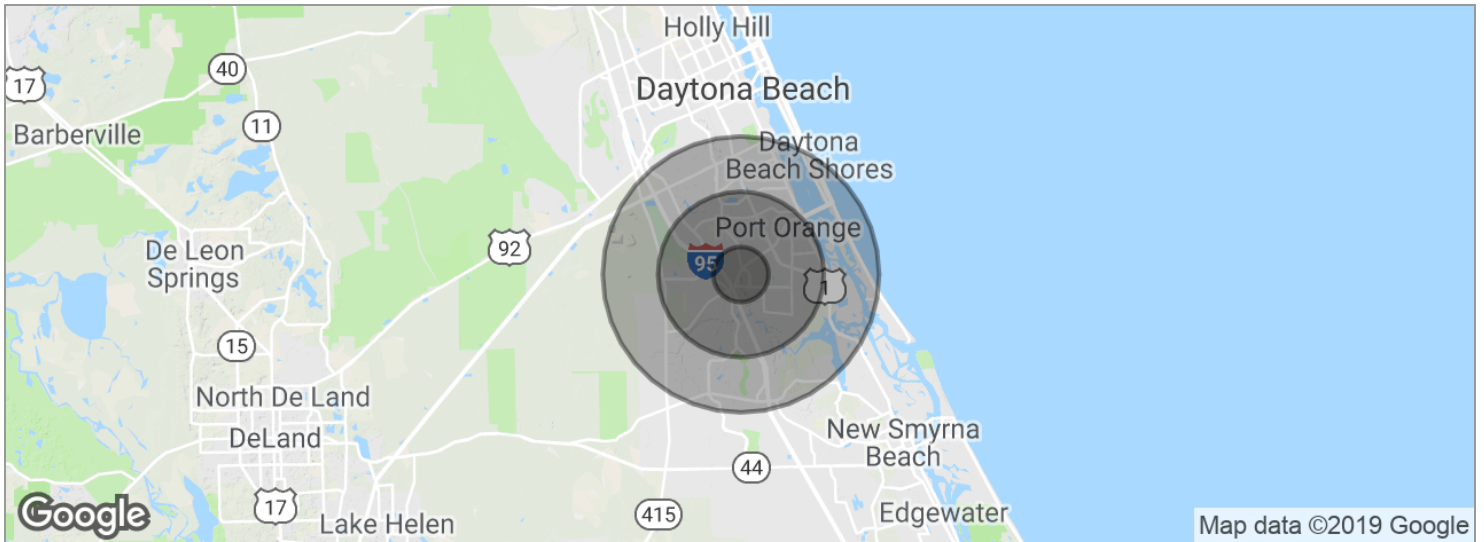 Holly Hill
40
17
Daytona Beach
11
Barberville
Daytona
Beach Shores
Port Orange
De Leon
Springs
92
95
1
15
North De Land
DeLand
New Smyrna
Beach
44
17
415
Edgewater
Lake Helen
Google
Map data ©2019 Google